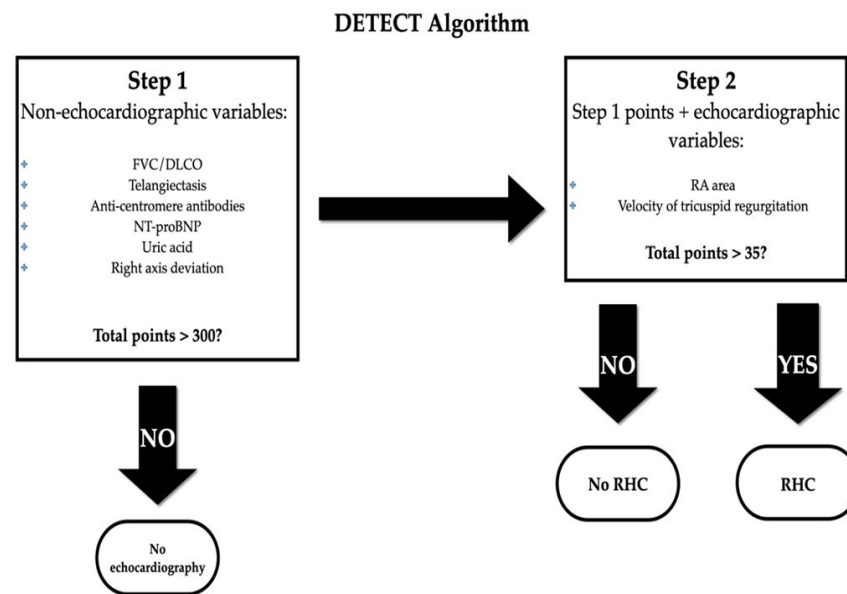 DETECT Algorithm
Step 1
Non-echocardiographic variables:
FVC/DLCO
Telangiectasis
Anti-centromere antibodies
NT-proBNP
Uric acid
Right axis deviation
Total points > 300?
NO
No
echocardiography
Step 2
Step 1 points + echocardiographic
variables:
RA area
Velocity of tricuspid regurgitation
Total points > 35?
NO
YES
No RHC
RHC